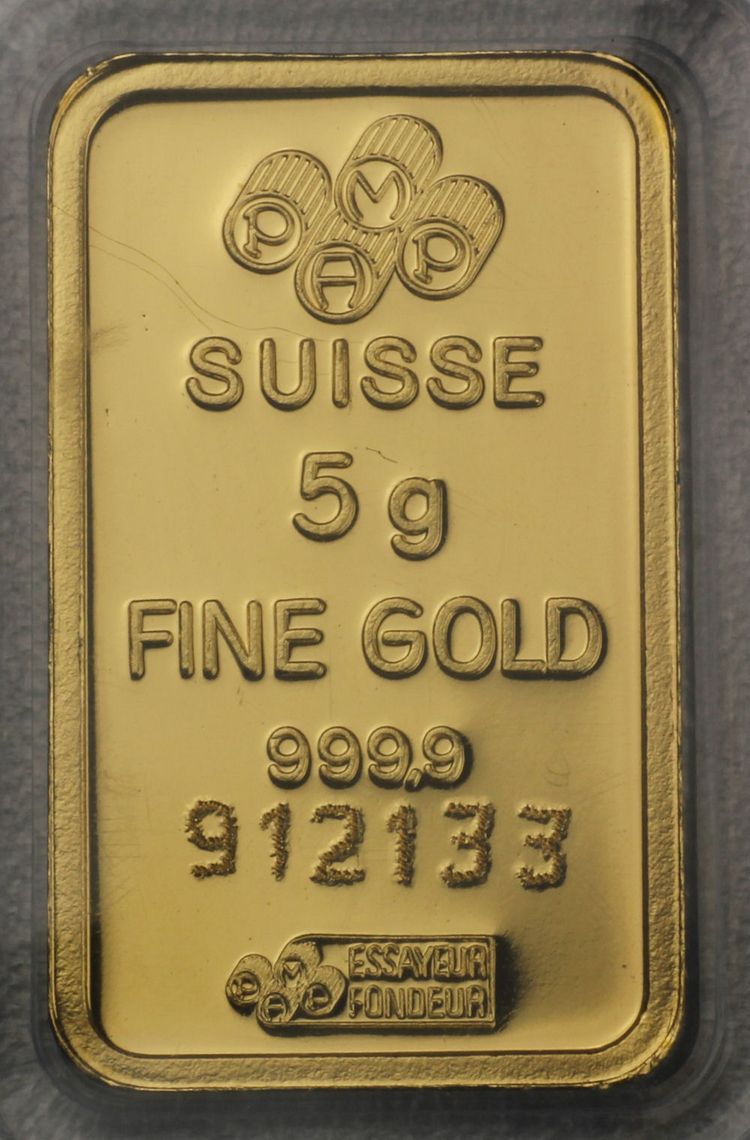 PAMP
SUISSE
5 g
FINE GOLD
999,9
912133
PAMP ESSAYEUR
FONDEUR